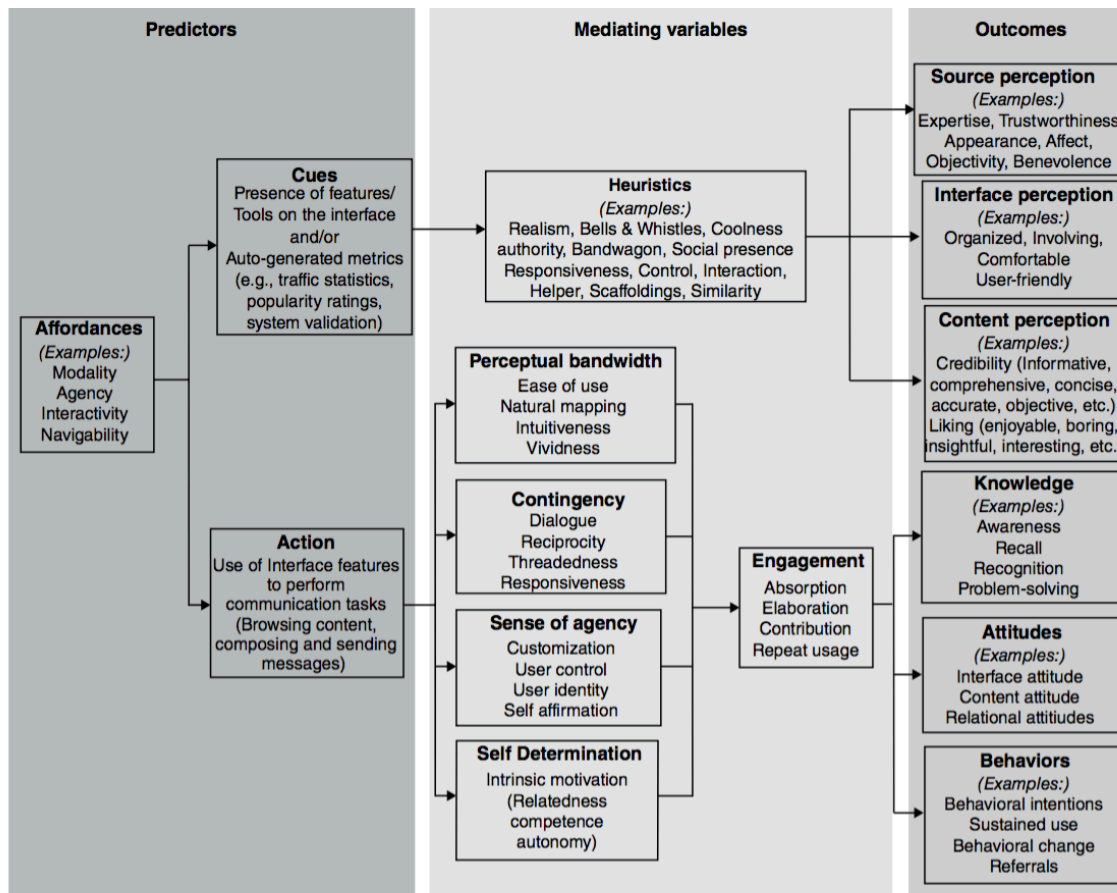 Predictors
Mediating variables
Outcomes
Affordances
(Examples:)
Modality
Agency
Interactivity
Navigability
Cues
Presence of features/
Tools on the interface
and/or
Auto-generated metrics
(e.g., traffic statistics,
popularity ratings,
system validation)
Action
Use of Interface features
to perform
communication tasks
(Browsing content,
composing and sending
messages)
Heuristics
(Examples:)
Realism, Bells & Whistles, Coolness
authority, Bandwagon, Social presence
Responsiveness, Control, Interaction,
Helper, Scaffoldings, Similarity
Perceptual bandwidth
Ease of use
Natural mapping
Intuitiveness
Vividness
Contingency
Dialogue
Reciprocity
Threadedness
Responsiveness
Sense of agency
Customization
User control
User identity
Self affirmation
Self Determination
Intrinsic motivation
(Relatedness
competence
autonomy)
Engagement
Absorption
Elaboration
Contribution
Repeat usage
Source perception
(Examples:)
Expertise, Trustworthiness
Appearance, Affect,
Objectivity, Benevolence
Interface perception
(Examples:)
Organized, Involving,
Comfortable
User-friendly
Content perception
(Examples:)
Credibility (Informative,
comprehensive, concise,
accurate, objective, etc.)
Liking (enjoyable, boring,
insightful, interesting, etc.
Knowledge
(Examples:)
Awareness
Recall
Recognition
Problem-solving
Attitudes
(Examples:)
Interface attitude
Content attitude
Relational attitiudes
Behaviors
(Examples:)
Behavioral intentions
Sustained use
Behavioral change
Referrals